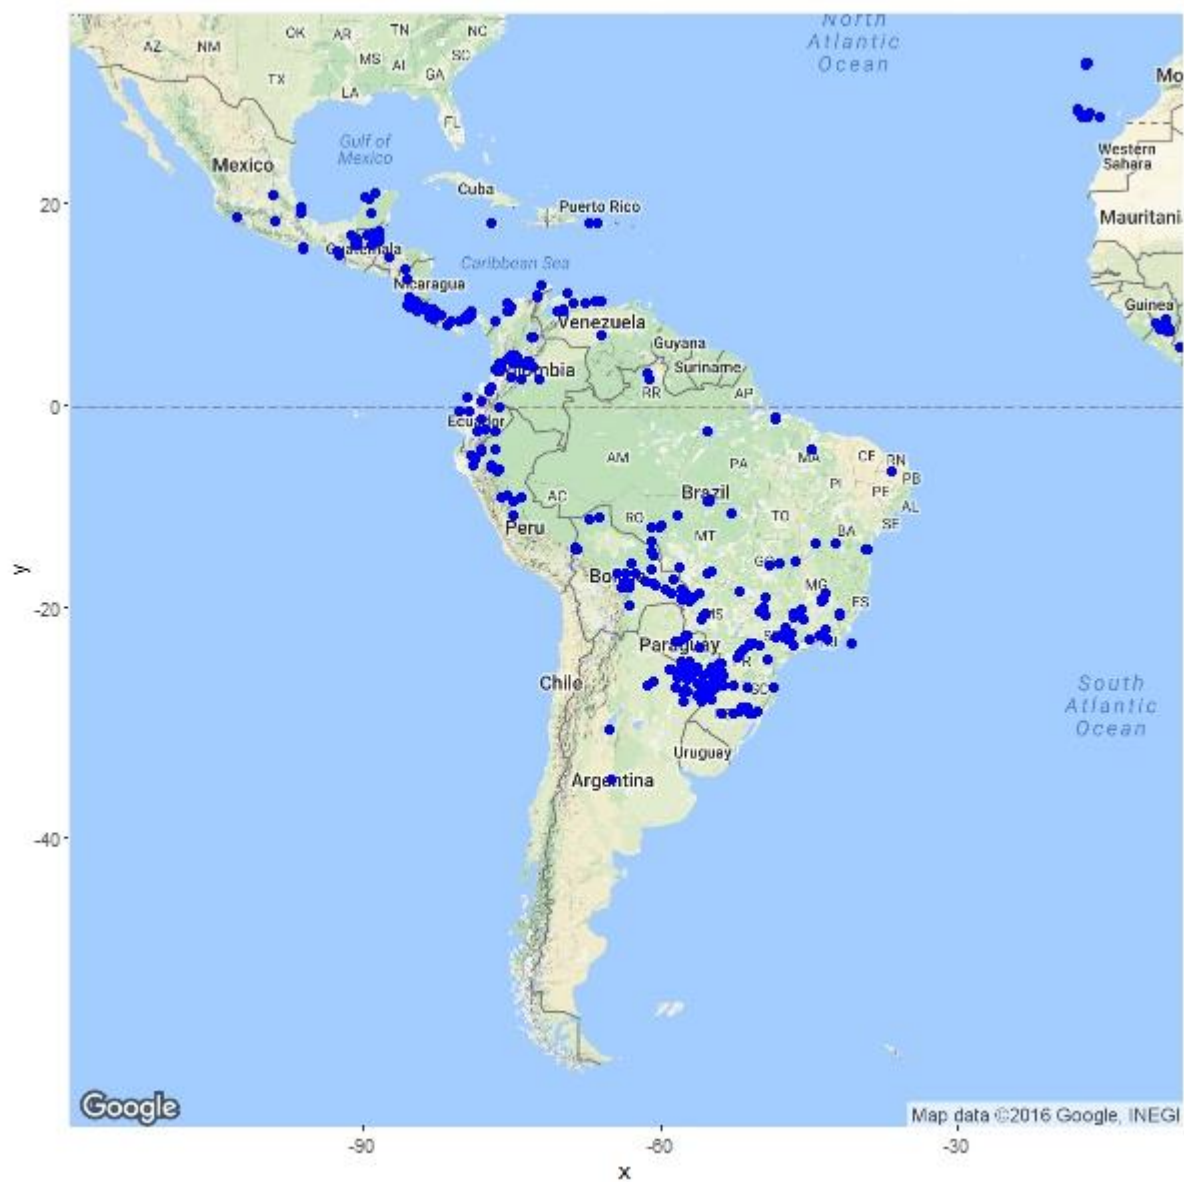 North
Atlantic
Ocean
OK
AR
TN
NC
AZ
NM
MS
SC
TX
GA
LA
FL
Mo
Gulf of
Mexico
Mexico
Western
Sahara
Cuba
20
Puerto Rico
Mauritani
Guatemala
Caribbean Sea
Nicaragua
Guinea
Venezuela
Guyana
Suriname
Colombia
RR
AP
0
Ecuador
AM
PA
MA
CE
RN
PB
PI
PE
AL
AC
Brazil
RO
TO
SE
Peru
MT
BA
y
GO
MG
ES
-20
MS
Paraguay
Chile
SC
South
Atlantic
Ocean
Uruguay
Argentina
-40
Google
Map data ©2016 Google, INEGI
-90
-60
-30
x